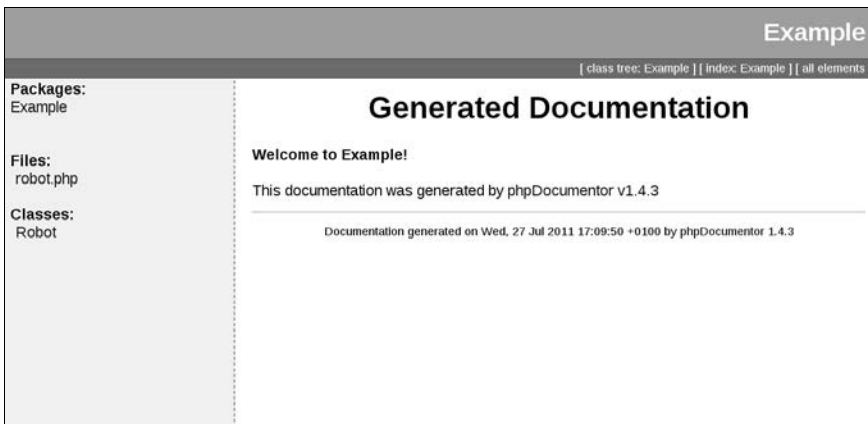 Example
[ class tree: Example ] [ index: Example ] [ all elements
Packages:
Example
Files:
robot.php
Classes:
Robot
Generated Documentation
Welcome to Example!
This documentation was generated by phpDocumentor v1.4.3
Documentation generated on Wed, 27 Jul 2011 17:09:50 +0100 by phpDocumentor 1.4.3